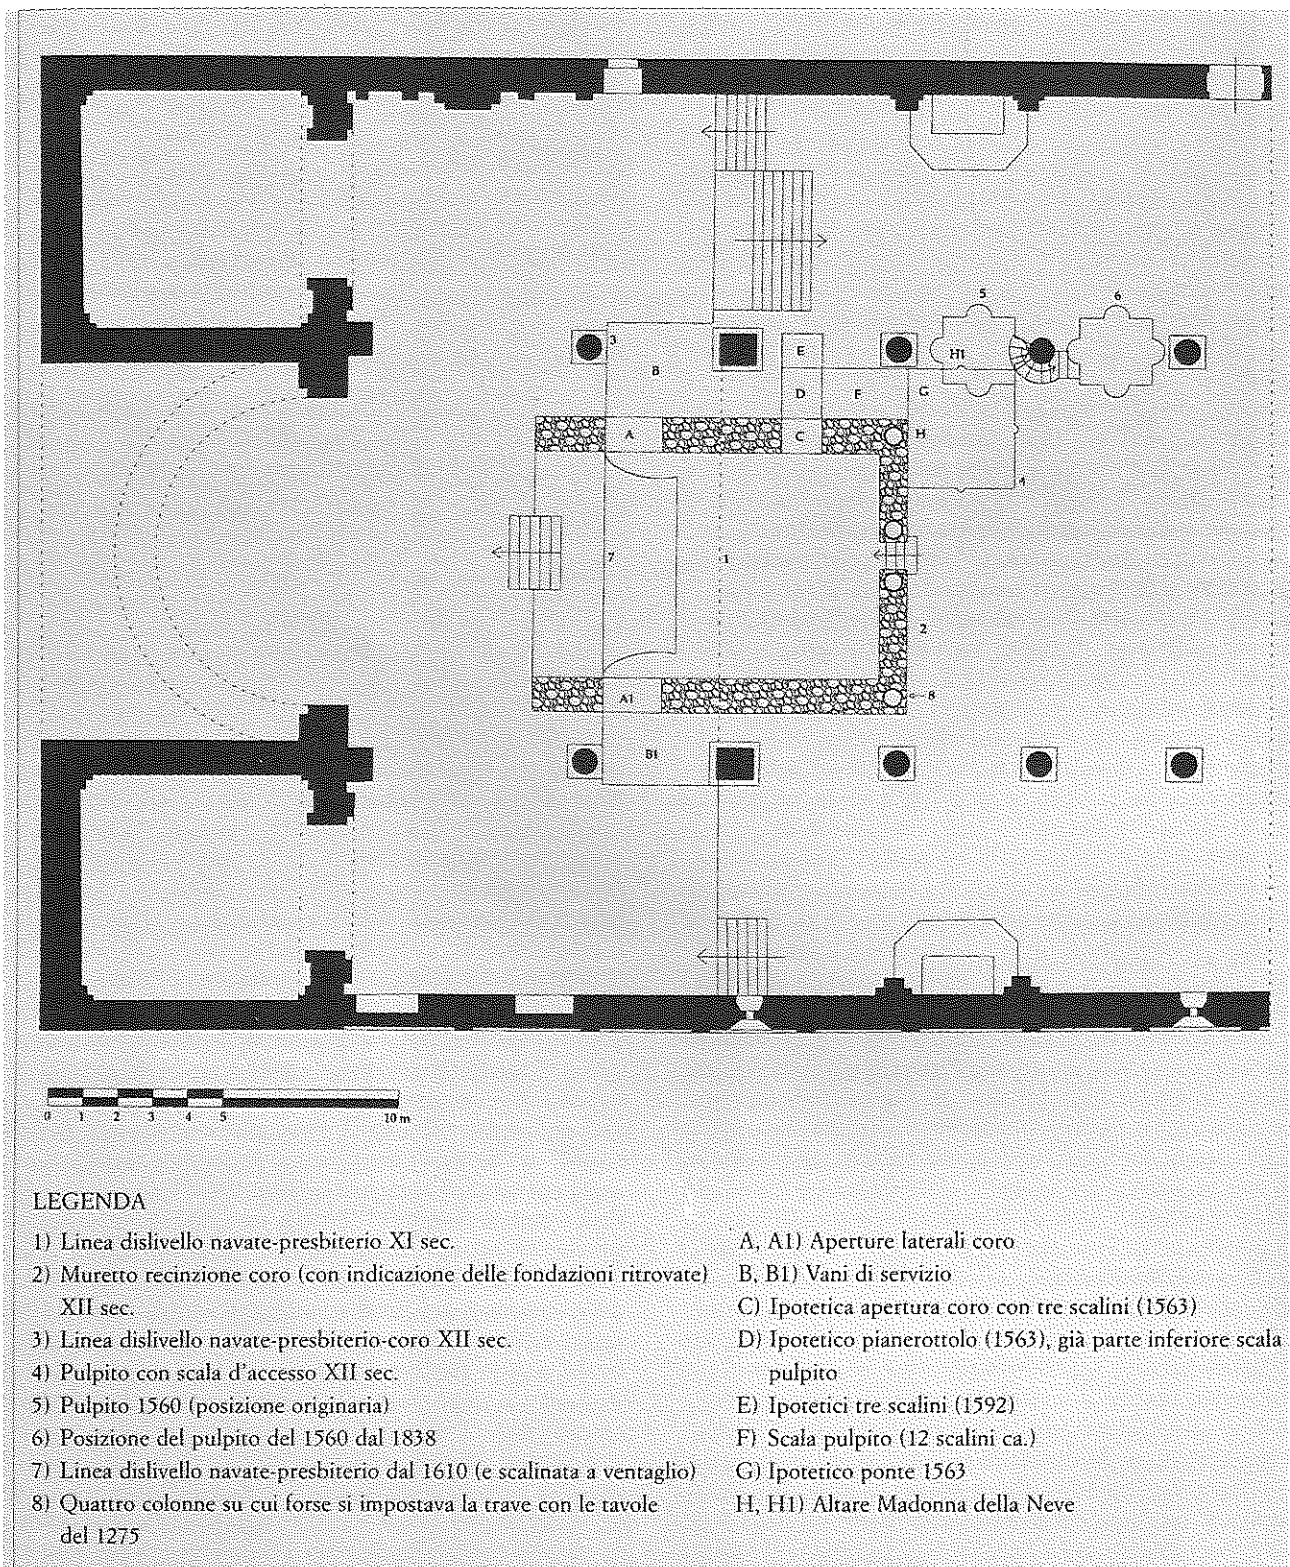 5
6
3
E
H1
7
B
D
F
G
A
C
H
4
7
1
2
A1
8
B1
0 1 2 3 4 5 10 m
LEGENDA
1) Linea dislivello navate-presbiterio XI sec.
2) Muretto recinzione coro (con indicazione delle fondazioni ritrovate)
XII sec.
3) Linea dislivello navate-presbiterio-coro XII sec.
4) Pulpito con scala d'accesso XII sec.
5) Pulpito 1560 (posizione originaria)
6) Posizione del pulpito del 1560 dal 1838
7) Linea dislivello navate-presbiterio dal 1610 (e scalinata a ventaglio)
8) Quattro colonne su cui forse si impostava la trave con le tavole
del 1275
A, A1) Aperture laterali coro
B, B1) Vani di servizio
C) Ipotetica apertura coro con tre scalini (1563)
D) Ipotetico pianerottolo (1563), già parte inferiore scala
pulpito
E) Ipotetici tre scalini (1592)
F) Scala pulpito (12 scalini ca.)
G) Ipotetico ponte 1563
H, H1) Altare Madonna della Neve